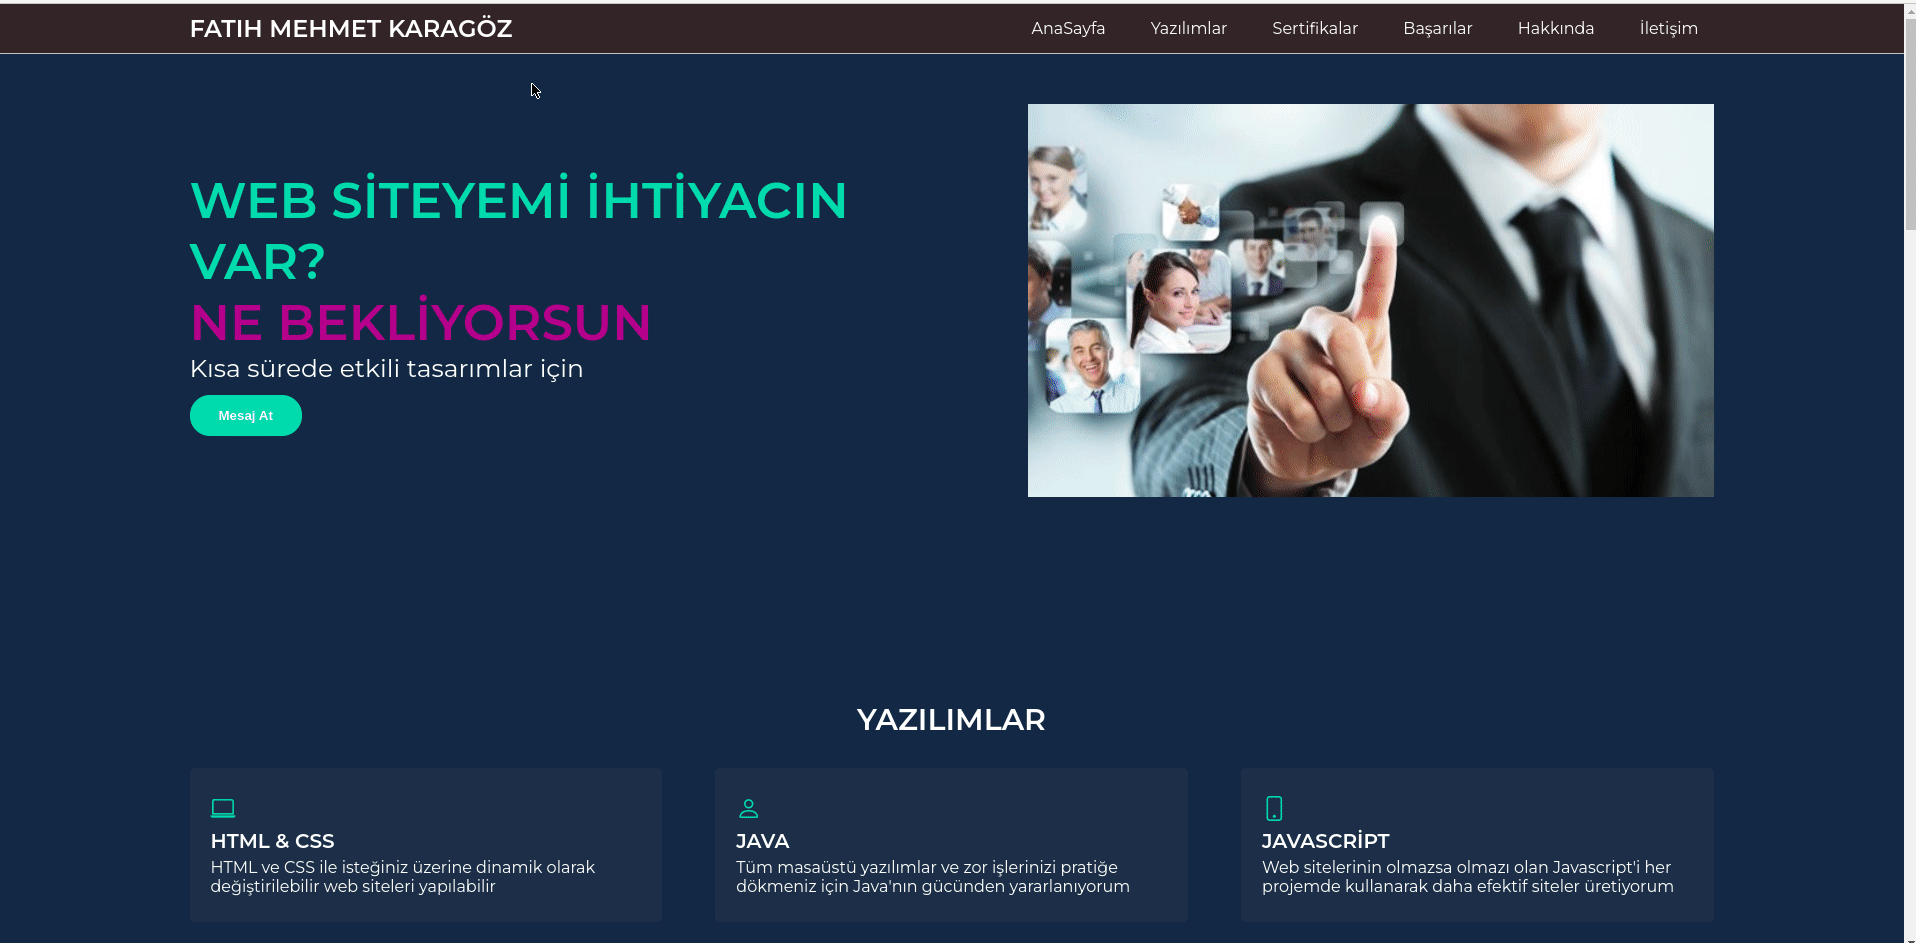 FATIH MEHMET KARAGÖZ
AnaSayfa
Yazılımlar
Sertifikalar
Başarılar
Hakkında
İletişim
WEB SİTEYEMİ İHTİYACIN
VAR?
NE BEKLİYORSUN
Kısa sürede etkili tasarımlar için
Mesaj At
YAZILIMLAR
HTML & CSS
HTML ve CSS ile isteğiniz üzerine dinamik olarak
değiştirilebilir web siteleri yapılabilir
JAVA
Tüm masaüstü yazılımlar ve zor işlerinizi pratiğe
dökmeniz için Java'nın gücünden yararlanıyorum
JAVASCRİPT
Web sitelerinin olmazsa olmazı olan Javascript'i her
projemde kullanarak daha efektif siteler üretiyorum